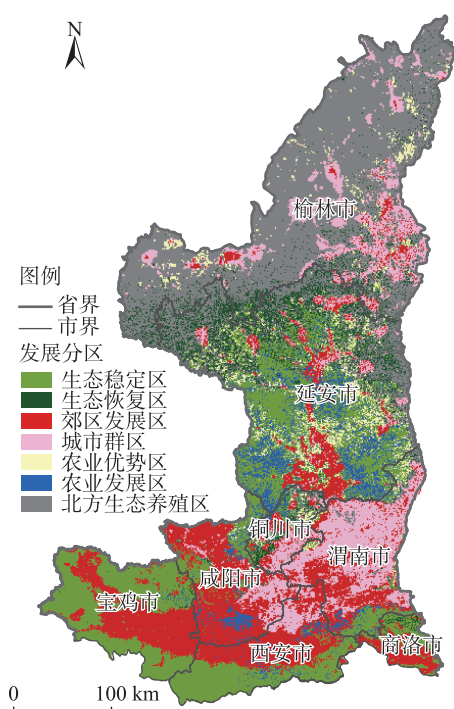 N
榆林市
图例
省界
市界
发展分区
生态稳定区
生态恢复区
郊区发展区
城市群区
农业优势区
农业发展区
北方生态养殖区
延安市
铜川市
渭南市
咸阳市
宝鸡市
西安市
商洛市
0 100 km